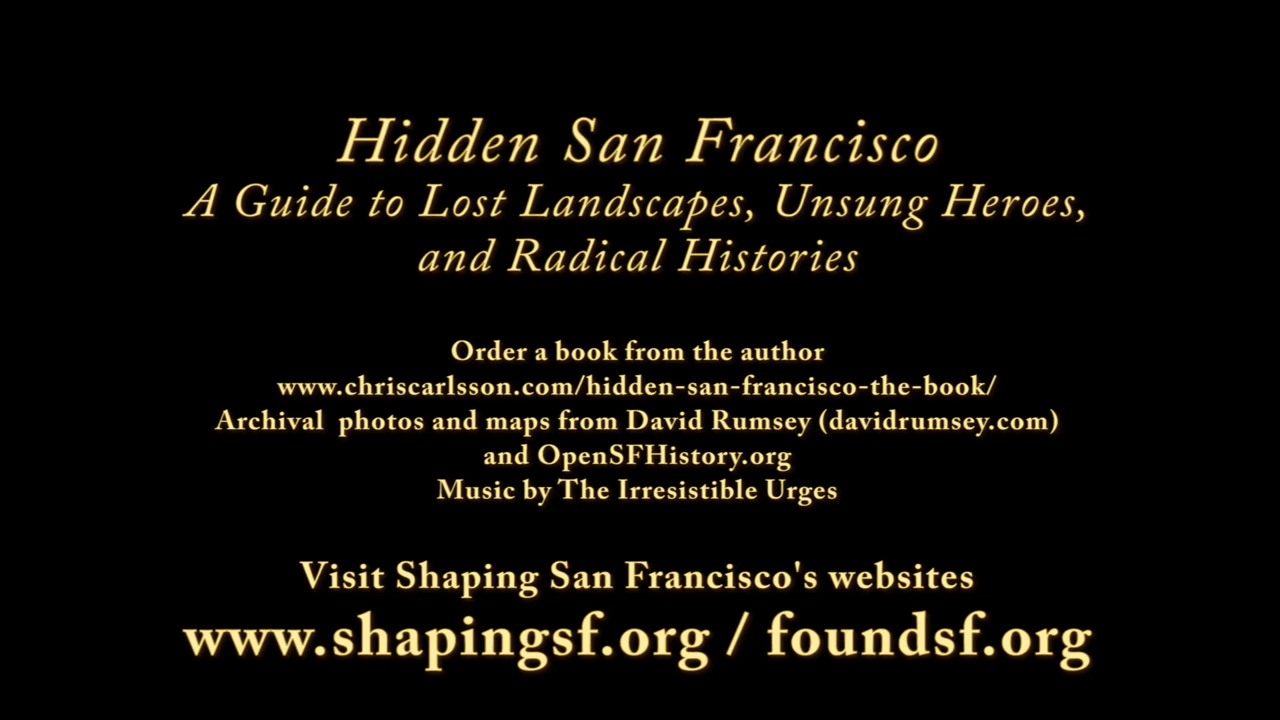 Hidden San Francisco
A Guide to Lost Landscapes, Unsung Heroes,
and Radical Histories
Order a book from the author
www.chriscarlsson.com/hidden-san-francisco-the-book/
Archival  photos and maps from David Rumsey (davidrumsey.com)
and OpenSFHistory.org
Music by The Irresistible Urges
Visit Shaping San Francisco's websites
www.shapingsf.org / foundsf.org